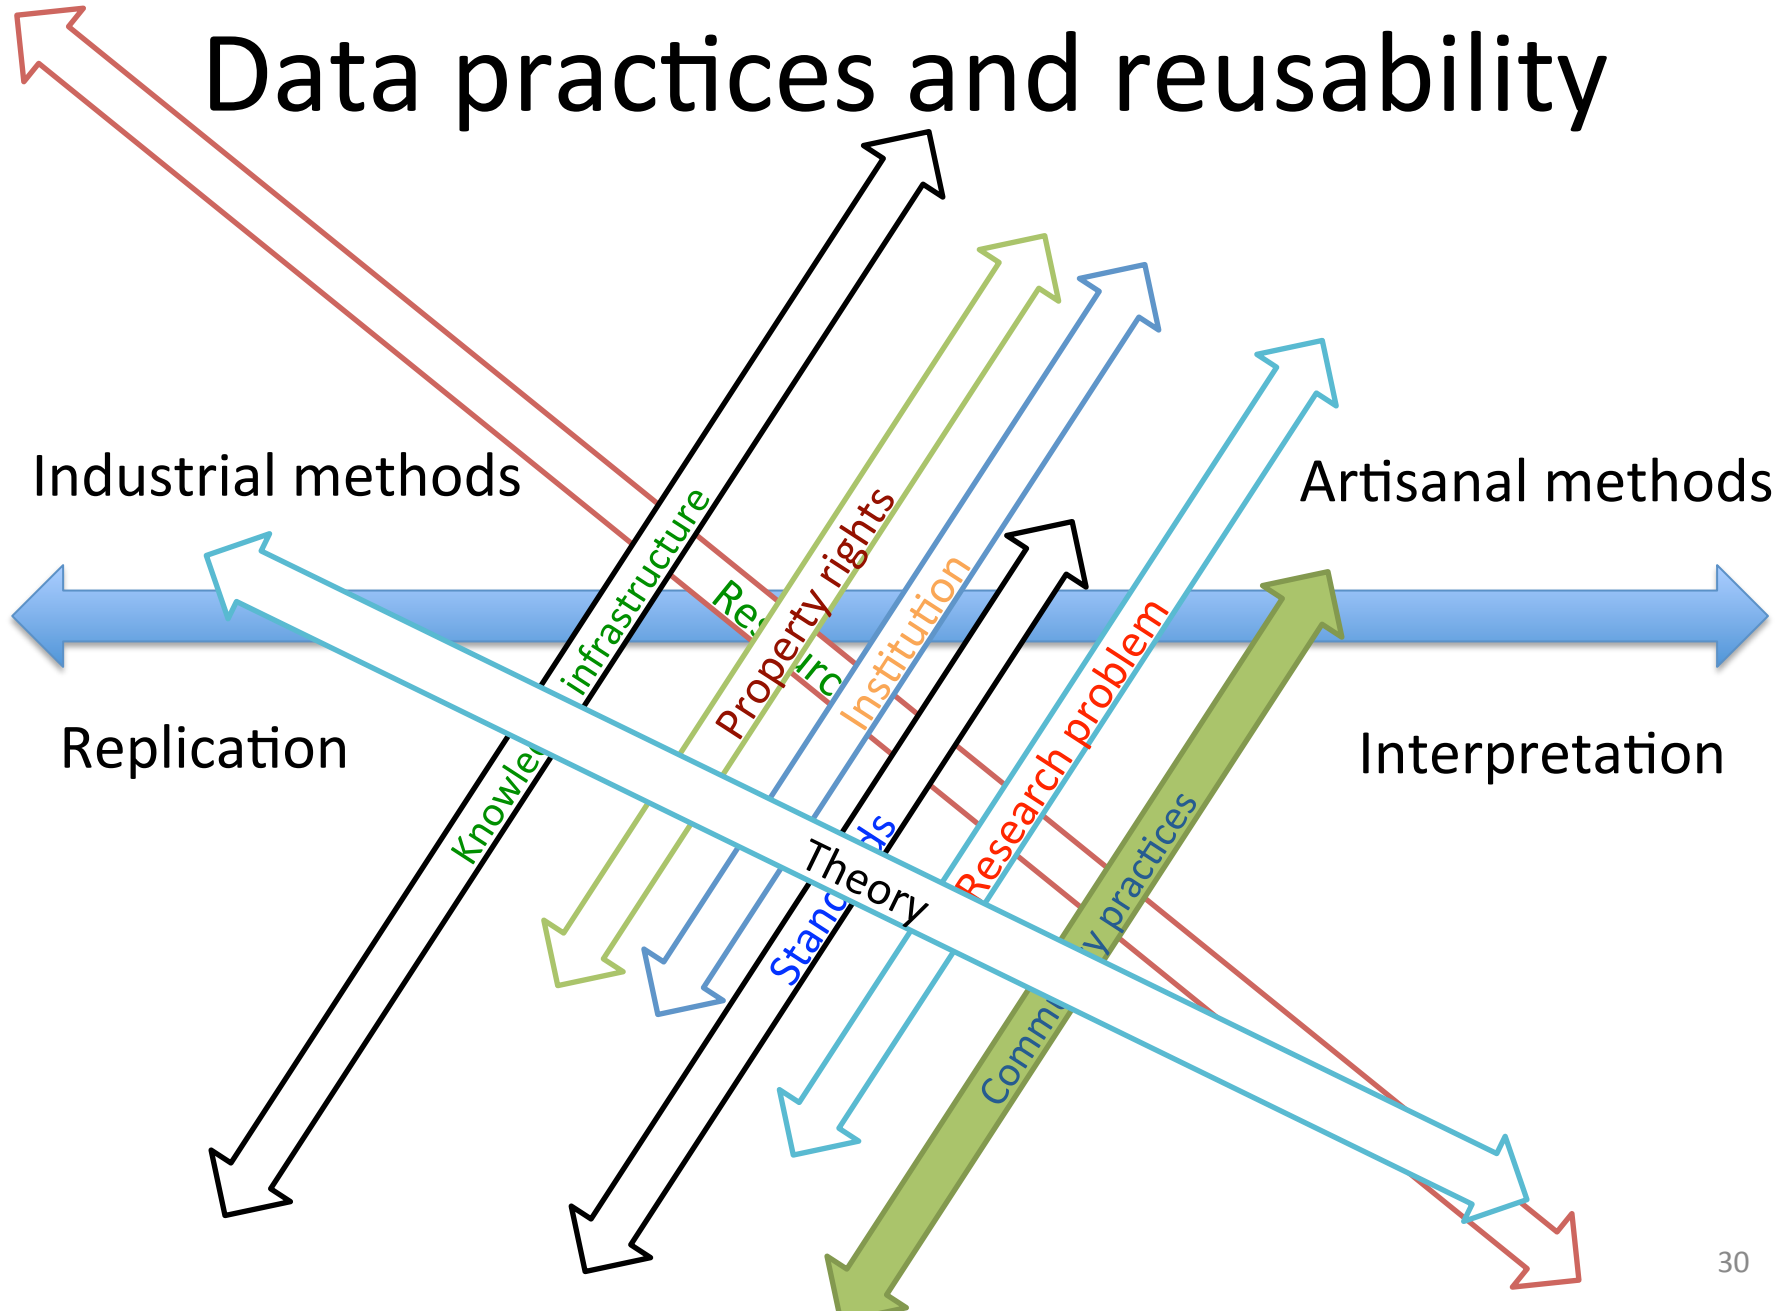 Data practices and reusability
Industrial methods
Artisanal methods
infrastructure
Property rights
Institution
Research problem
Replication
Interpretation
Theory
y practices
30